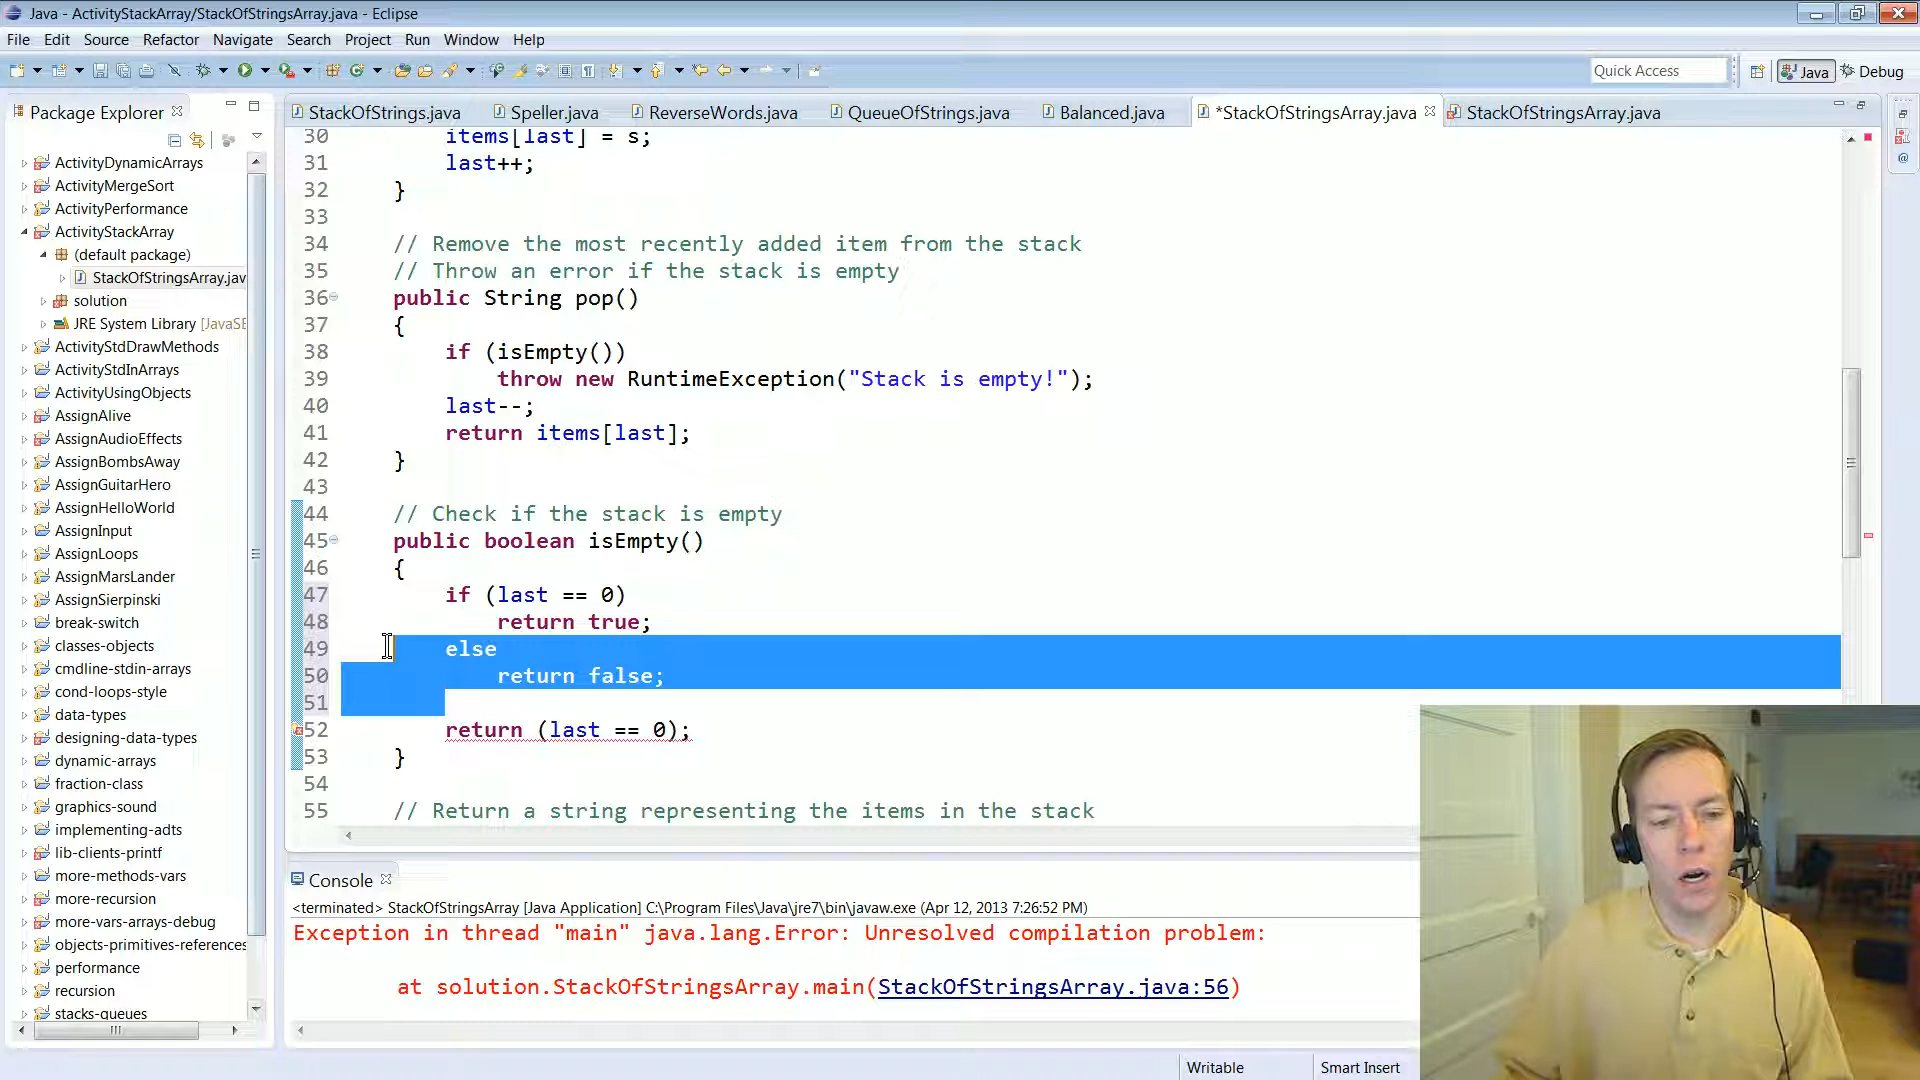 Java - ActivityStackArray/StackOfStringsArray.java - Eclipse
File Edit Source Refactor Navigate Search Project Run Window Help
Quick Access
Java
Debug
Package Explorer
StackOfStrings.java
Speller.java
ReverseWords.java
QueueOfStrings.java
Balanced.java
*StackOfStringsArray.java
StackOfStringsArray.java
ActivityDynamicArrays
ActivityMergeSort
ActivityPerformance
ActivityStackArray
(default package)
StackOfStringsArray.jav
solution
JRE System Library [JavaSE
ActivityStdDrawMethods
ActivityStdInArrays
ActivityUsingObjects
AssignAlive
AssignAudioEffects
AssignBombsAway
AssignGuitarHero
AssignHelloWorld
AssignInput
AssignLoops
AssignMarsLander
AssignSierpinski
break-switch
classes-objects
cmdline-stdin-arrays
cond-loops-style
data-types
designing-data-types
dynamic-arrays
fraction-class
graphics-sound
implementing-adts
lib-clients-printf
more-methods-vars
more-recursion
more-vars-arrays-debug
objects-primitives-references
performance
recursion
stacks-queues
30 items[last] = s;
31 last++;
32 }
33
34 // Remove the most recently added item from the stack
35 // Throw an error if the stack is empty
36 public String pop()
37 {
38 if (isEmpty())
39 throw new RuntimeException("Stack is empty!");
40 last--;
41 return items[last];
42 }
43
44 // Check if the stack is empty
45 public boolean isEmpty()
46 {
47 if (last == 0)
48 return true;
49 else
50 return false;
51
52 return (last == 0);
53 }
54
55 // Return a string representing the items in the stack
Console
<terminated> StackOfStringsArray [Java Application] C:\Program Files\Java\jre7\bin\javaw.exe (Apr 12, 2013 7:26:52 PM)
Exception in thread "main" java.lang.Error: Unresolved compilation problem:
at solution.StackOfStringsArray.main(StackOfStringsArray.java:56)
Writable
Smart Insert